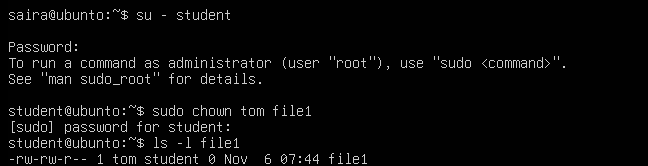 saira@ubunto:~$ su - student
Password:
To run a command as administrator (user "root"), use "sudo <command>".
See "man sudo_root" for details.
student@ubunto:~$ sudo chown tom file1
[sudo] password for student:
student@ubunto:~$ ls -l file1
-rw-rw-r-- 1 tom student 0 Nov  6 07:44 file1